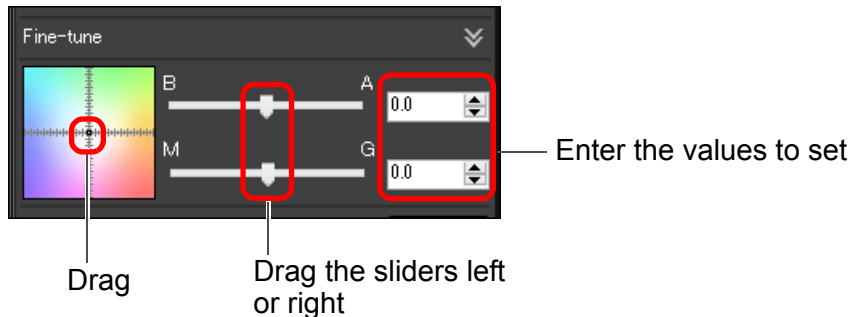 Fine-tune
B A 0.0
M G 0.0
Enter the values to set
Drag
Drag the sliders left
or right